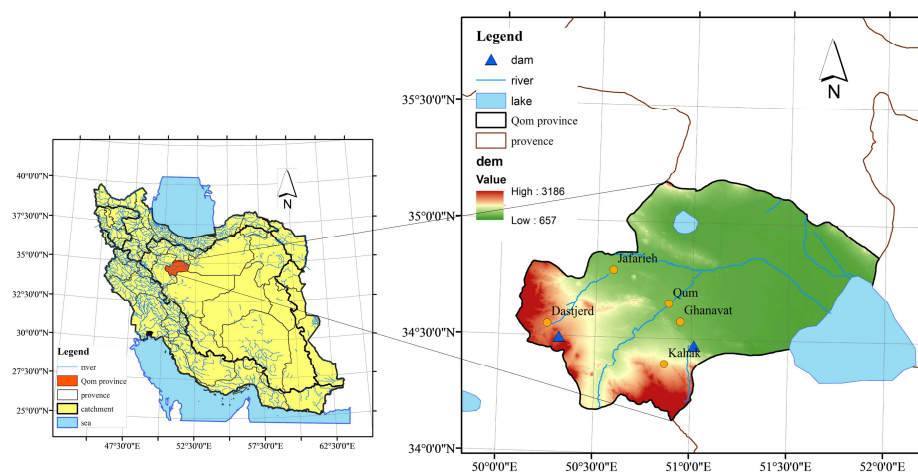 40°0'0"N
37°30'0"N
35°0'0"N
32°30'0"N
30°0'0"N
27°30'0"N
25°0'0"N
N
Legend
river
Qom province
provence
catchment
sea
47°30'0"E
52°30'0"E
57°30'0"E
62°30'0"E
Legend
dam
river
lake
Qom province
provence
dem
Value
High : 3186
Low : 657
N
35°30'0"N
35°0'0"N
34°30'0"N
34°0'0"N
Jafarieh
Qum
Dastjerd
Ghanavat
Kahak
50°0'0"E
50°30'0"E
51°0'0"E
51°30'0"E
52°0'0"E